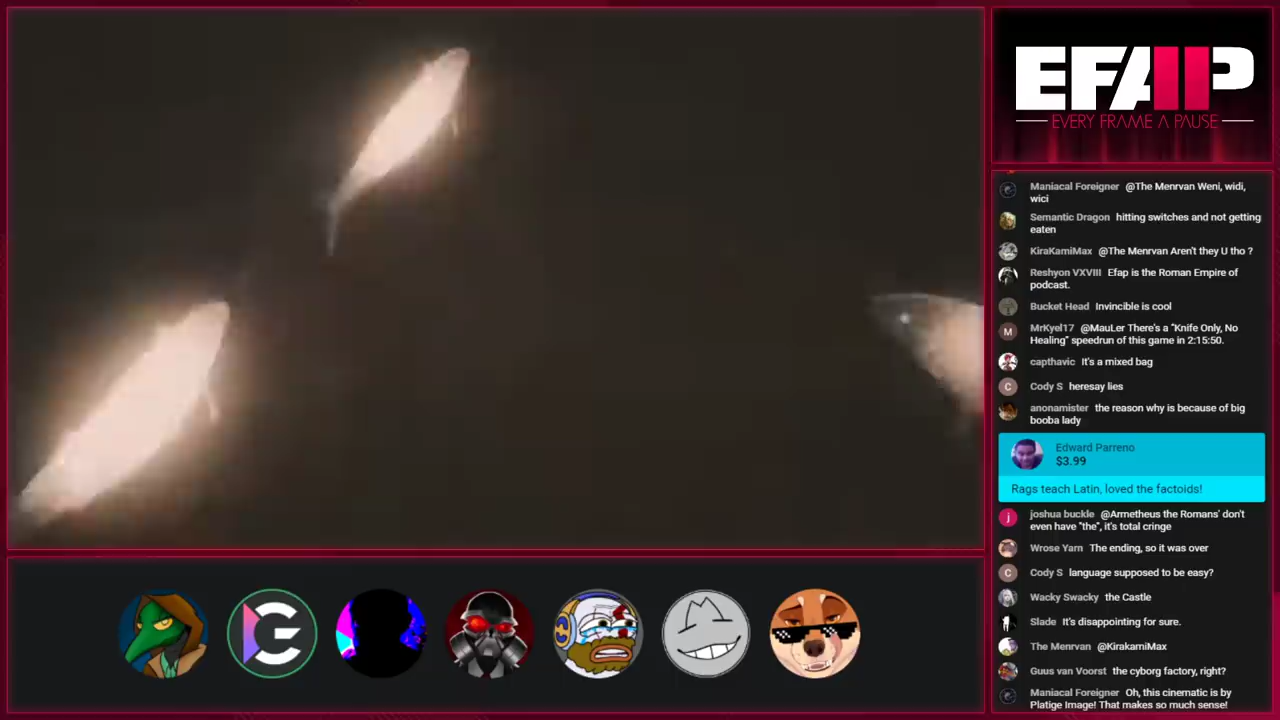 EFAP
EVERY FRAME A PAUSE
Maniacal Foreigner @The Menrvan Weni, widi,
wici
Semantic Dragon hitting switches and not getting
eaten
KiraKamiMax @The Menrvan Aren't they U tho ?
Reshyon VXVIII Efap is the Roman Empire of
podcast.
Bucket Head Invincible is cool
M MrKyel17 @MauLer There's a "Knife Only, No
Healing" speedrun of this game in 2:15:50.
capthavic It's a mixed bag
C Cody S heresay lies
anonamister the reason why is because of big
booba lady
Edward Parreno
$3.99
Rags teach Latin, loved the factoids!
j joshua buckle @Armetheus the Romans' don't
even have "the", it's total cringe
Wrose Yarn The ending, so it was over
C Cody S language supposed to be easy?
Wacky Swacky the Castle
Slade It's disappointing for sure.
The Menrvan @KirakamiMax
Guus van Voorst the cyborg factory, right?
Maniacal Foreigner Oh, this cinematic is by
Platige Image! That makes so much sense!